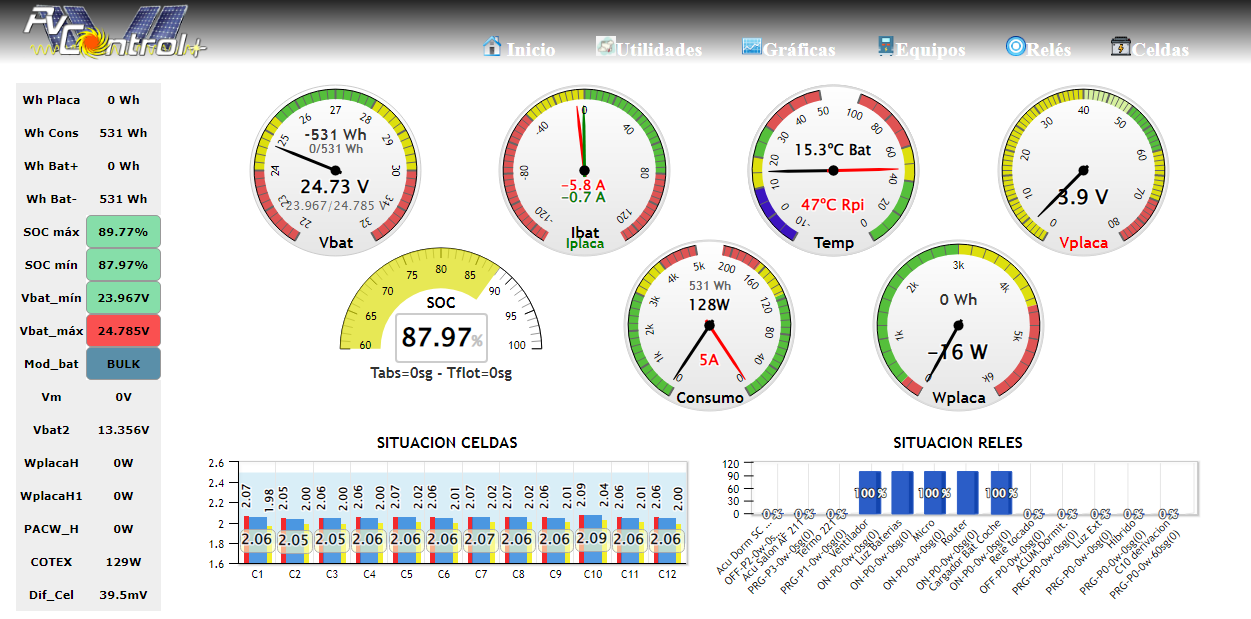 PVControl+
Inicio
Utilidades
Gráficas
Equipos
Relés
Celdas
Wh Placa 0 Wh
Wh Cons 531 Wh
Wh Bat+ 0 Wh
Wh Bat- 531 Wh
SOC máx 89.77%
SOC mín 87.97%
Vbat_mín 23.967V
Vbat_máx 24.785V
Mod_bat BULK
Vm 0V
Vbat2 13.356V
WplacaH 0W
WplacaH1 0W
PACW_H 0W
COTEX 129W
Dif_Cel 39.5mV
22 23 24 25 26 27 28 29 30 31 32
-531 Wh
0/531 Wh
24.73 V
23.967/24.785 V
Vbat
-120 -80 -40 0 40 80 120
-5.8 A
-0.7 A
Ibat
Iplaca
-10 0 10 20 30 40 50
100 80 60 40 20 0
15.3ºC Bat
47ºC Rpi
Temp
0 10 20 30 40 50 60 70 80
3.9 V
Vplaca
60 65 70 75 80 85 90 95 100
SOC
87.97%
Tabs=0sg - Tflot=0sg
0 1k 2k 3k 4k 5k
200 160 120 80 40 0
531 Wh
128W
5A
Consumo
0 1k 2k 3k 4k 5k 6k
0 Wh
-16 W
Wplaca
SITUACION CELDAS
2.6
2.4
2.2
2
1.8
1.6
2.07 1.98 2.05 2.00 2.06 2.00 2.06 2.00 2.07 2.02 2.06 2.01 2.07 2.02 2.07 2.02 2.06 2.01 2.09 2.04 2.06 2.01 2.06 2.00
2.06 2.05 2.05 2.06 2.06 2.06 2.07 2.06 2.06 2.09 2.06 2.06
C1 C2 C3 C4 C5 C6 C7 C8 C9 C10 C11 C12
SITUACION RELES
120
90
60
30
0
0% 0% 0% 100% 100% 100% 0% 0% 0% 0% 0%
Acu Dorm SC ...
OFF-P2-0w-0s...
Acu Salon AF 21f
PRG-P3-0w-0sg(0)
Termo 221f
PRG-P1-0w-0sg(0)
Ventilador
ON-P0-0w-0sg(0)
Luz Baterias
ON-P0-0w-0sg(0)
Micro
ON-P0-0w-0sg(0)
Router
ON-P0-0w-0sg(0)
Cargador Bat Coche
ON-P0-0w-0sg(0)
Rele tocado
OFF-P0-0w-0sg(0)
ACUM Dormit.
PRG-P0-0w-0sg(0)
Luz Ext
PRG-P0-0w-0sg(0)
Hibrido
PRG-P0-0w-0sg(0)
C10 derivacion
PRG-P0-0w-60sg(0)